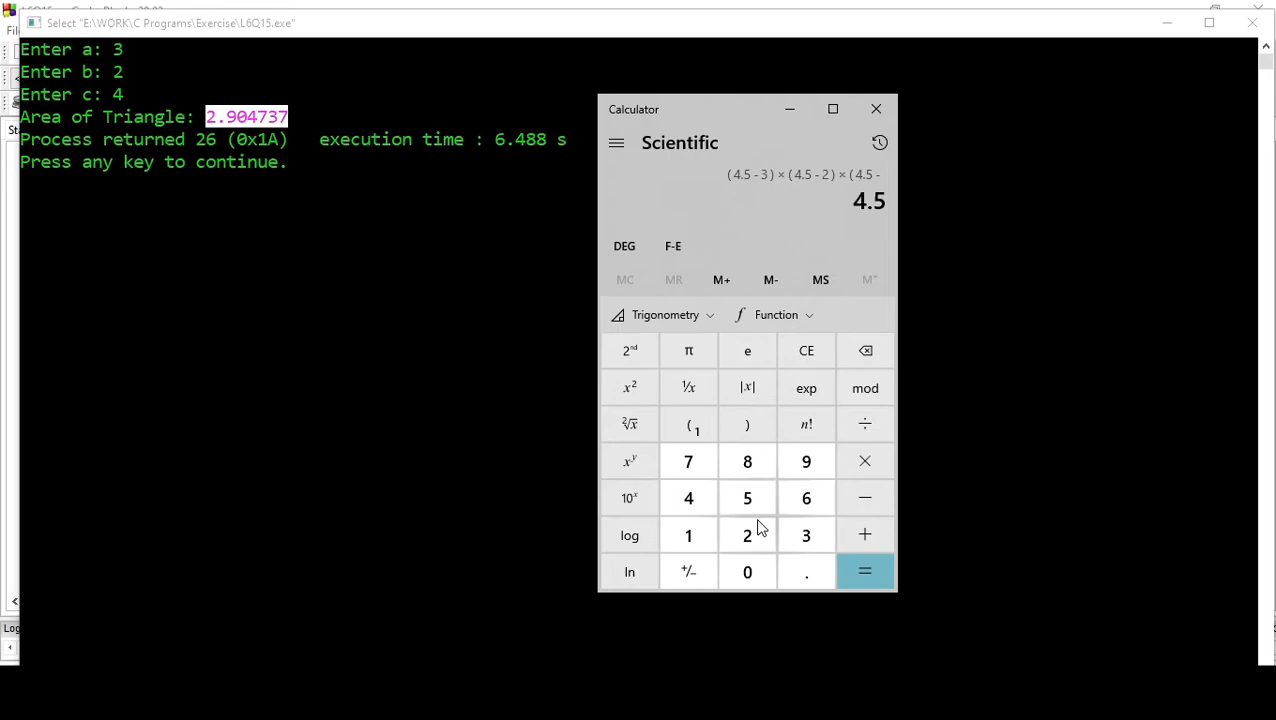 Select "E:\WORK\C Programs\Exercise\L6Q15.exe"
Enter a: 3
Enter b: 2
Enter c: 4
Area of Triangle: 2.904737
Process returned 26 (0x1A)   execution time : 6.488 s
Press any key to continue.
Calculator
Scientific
( 4.5 - 3 ) × ( 4.5 - 2 ) × ( 4.5 -
4.5
DEG F-E
MC MR M+ M- MS M˅
Trigonometry f Function
2nd π e CE
x² ¹⁄x |x| exp mod
²√x (1 ) n! ÷
xʸ 7 8 9 ×
10ˣ 4 5 6 −
log 1 2 3 +
ln +/− 0 . =